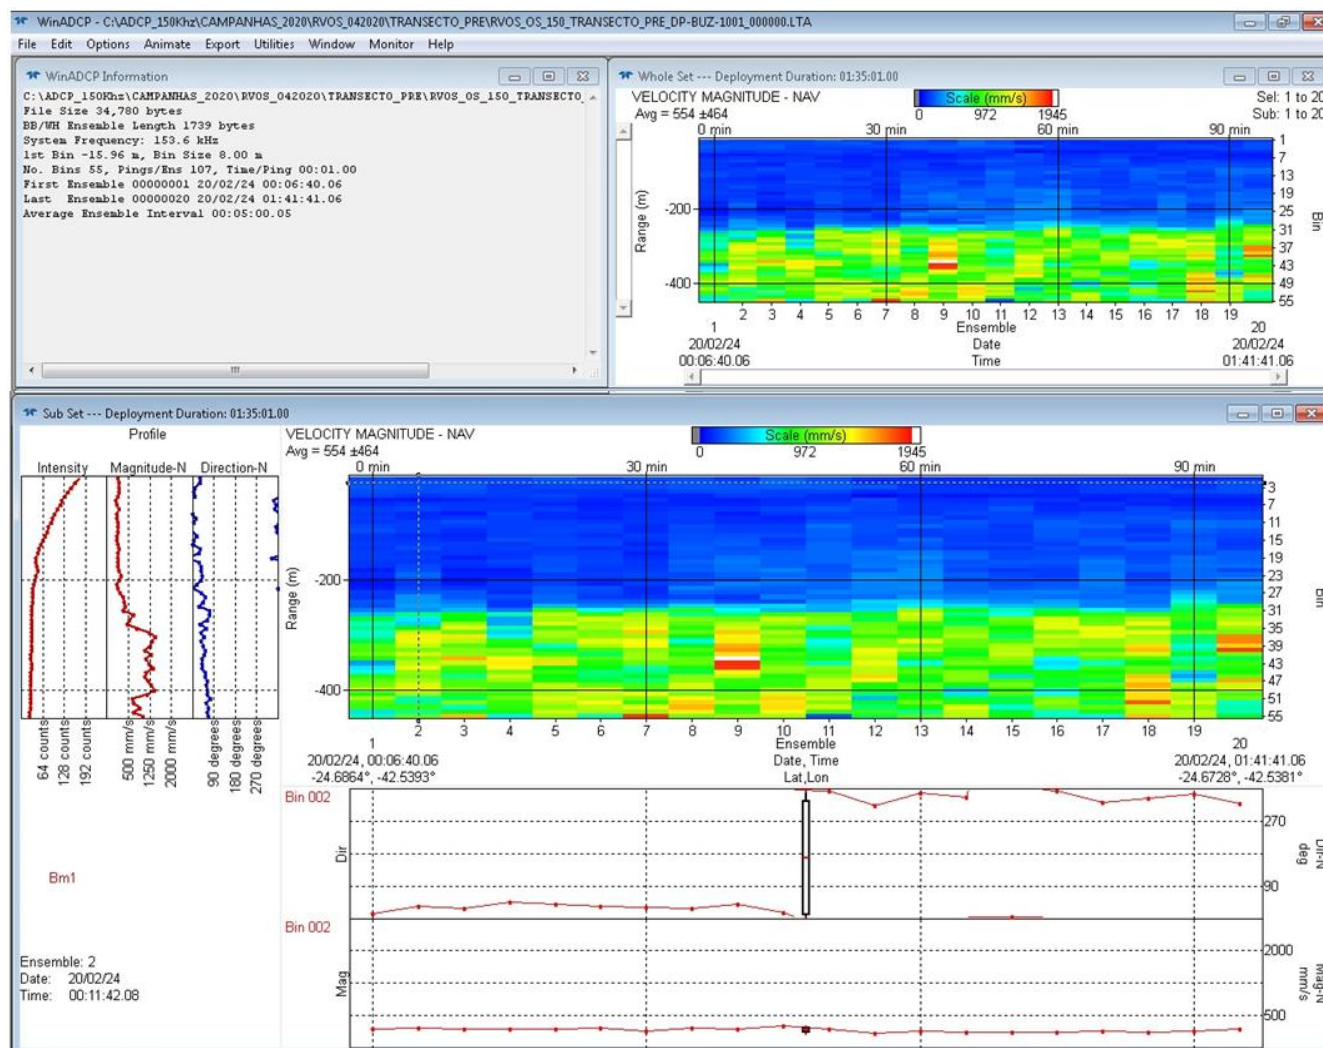 WinADCP - C:\ADCP_150Khz\CAMPANHAS_2020\RVOS_042020\TRANSECTO_PRE\RVOS_OS_150_TRANSECTO_PRE_DP-BUZ-1001_000000.LTA
File Edit Options Animate Export Utilities Window Monitor Help
WinADCP Information
C:\ADCP_150Khz\CAMPANHAS_2020\RVOS_042020\TRANSECTO_PRE\RVOS_OS_150_TRANSECTO_
File Size 34,780 bytes
BB/WH Ensemble Length 1739 bytes
System Frequency: 153.6 kHz
1st Bin -15.96 m, Bin Size 8.00 m
No. Bins 55, Pings/Ens 107, Time/Ping 00:01.00
First Ensemble 00000001 20/02/24 00:06:40.06
Last Ensemble 00000020 20/02/24 01:41:41.06
Average Ensemble Interval 00:05:00.05
Whole Set --- Deployment Duration: 01:35:01.00
VELOCITY MAGNITUDE - NAV
Scale (mm/s)
Sel: 1 to 20
Avg = 554 ±464
0 972 1945
Sub: 1 to 20
0 min 30 min 60 min 90 min
Range (m)
-200
-400
1
7
13
19
25
31
37
43
49
55
Bin
2 3 4 5 6 7 8 9 10 11 12 13 14 15 16 17 18 19
1 Ensemble 20
20/02/24 Date 20/02/24
00:06:40.06 Time 01:41:41.06
Sub Set --- Deployment Duration: 01:35:01.00
Profile
Intensity Magnitude-N Direction-N
64 counts
128 counts
192 counts
500 mm/s
1250 mm/s
2000 mm/s
90 degrees
180 degrees
270 degrees
VELOCITY MAGNITUDE - NAV
Scale (mm/s)
Avg = 554 ±464
0 972 1945
0 min 30 min 60 min 90 min
Range (m)
-200
-400
3
7
11
15
19
23
27
31
35
39
43
47
51
55
Bin
2 3 4 5 6 7 8 9 10 11 12 13 14 15 16 17 18 19
1 Ensemble 20
20/02/24, 00:06:40.06 Date, Time 20/02/24, 01:41:41.06
-24.6864°, -42.5393° Lat,Lon -24.6728°, -42.5381°
Bin 002
Dir
270
90
Dir-N
deg
Bm1
Bin 002
Mag
2000
500
Mag-N
mm/s
Ensemble: 2
Date: 20/02/24
Time: 00:11:42.08